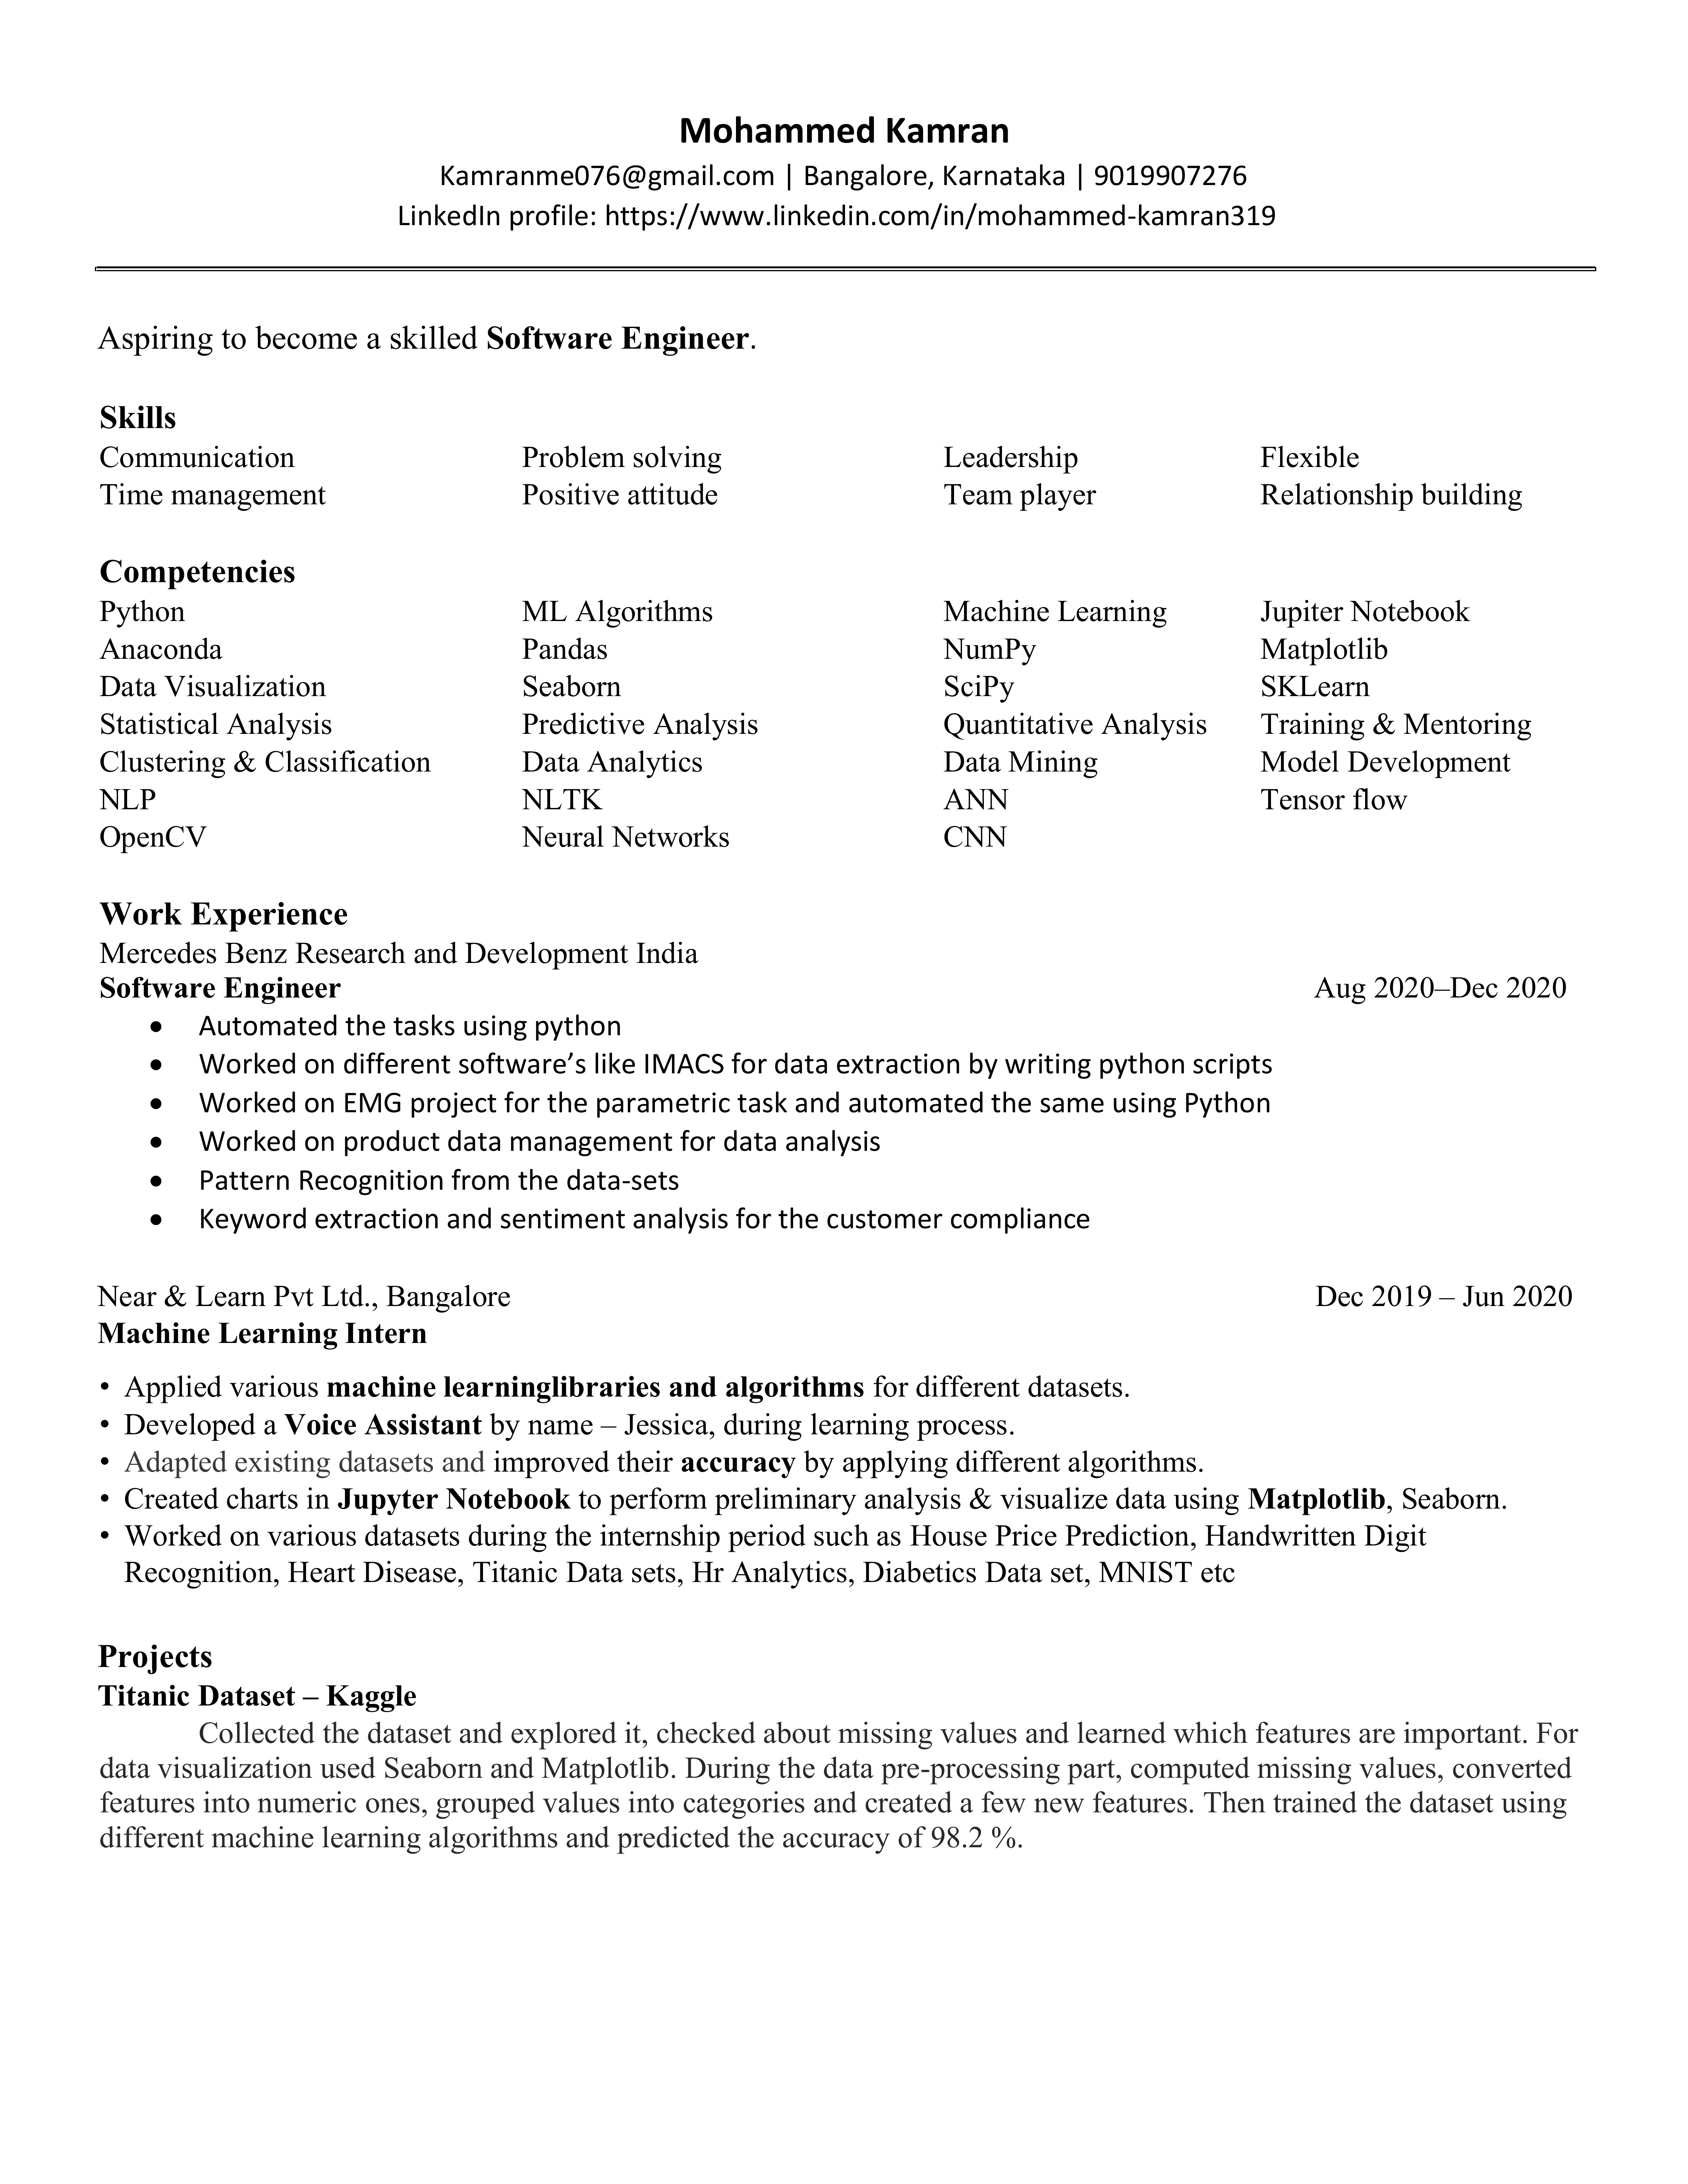 Mohammed Kamran
Kamranme076@gmail.com | Bangalore, Karnataka | 9019907276
LinkedIn profile: https://www.linkedin.com/in/mohammed-kamran319
Aspiring to become a skilled Software Engineer.
Skills
Communication Problem solving Leadership Flexible
Time management Positive attitude Team player Relationship building
Competencies
Python ML Algorithms Machine Learning Jupiter Notebook
Anaconda Pandas NumPy Matplotlib
Data Visualization Seaborn SciPy SKLearn
Statistical Analysis Predictive Analysis Quantitative Analysis Training & Mentoring
Clustering & Classification Data Analytics Data Mining Model Development
NLP NLTK ANN Tensor flow
OpenCV Neural Networks CNN
Work Experience
Mercedes Benz Research and Development India
Software Engineer Aug 2020–Dec 2020
• Automated the tasks using python
• Worked on different software’s like IMACS for data extraction by writing python scripts
• Worked on EMG project for the parametric task and automated the same using Python
• Worked on product data management for data analysis
• Pattern Recognition from the data-sets
• Keyword extraction and sentiment analysis for the customer compliance
Near & Learn Pvt Ltd., Bangalore Dec 2019 – Jun 2020
Machine Learning Intern
• Applied various machine learninglibraries and algorithms for different datasets.
• Developed a Voice Assistant by name – Jessica, during learning process.
• Adapted existing datasets and improved their accuracy by applying different algorithms.
• Created charts in Jupyter Notebook to perform preliminary analysis & visualize data using Matplotlib, Seaborn.
• Worked on various datasets during the internship period such as House Price Prediction, Handwritten Digit
Recognition, Heart Disease, Titanic Data sets, Hr Analytics, Diabetics Data set, MNIST etc
Projects
Titanic Dataset – Kaggle
Collected the dataset and explored it, checked about missing values and learned which features are important. For
data visualization used Seaborn and Matplotlib. During the data pre-processing part, computed missing values, converted
features into numeric ones, grouped values into categories and created a few new features. Then trained the dataset using
different machine learning algorithms and predicted the accuracy of 98.2 %.